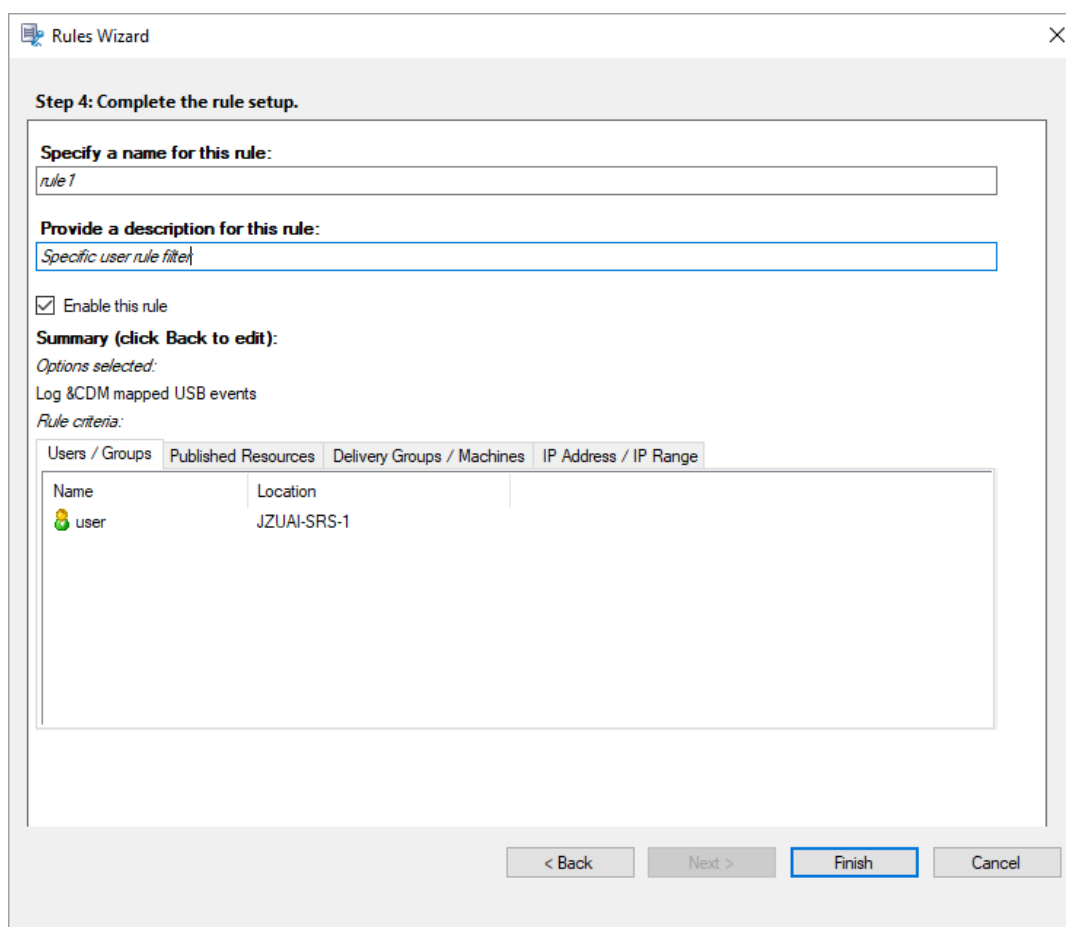 Rules Wizard
Step 4: Complete the rule setup.
Specify a name for this rule:
rule1
Provide a description for this rule:
Specific user rule filter
Enable this rule
Summary (click Back to edit):
Options selected:
Log &CDM mapped USB events
Rule criteria:
Users / Groups Published Resources Delivery Groups / Machines IP Address / IP Range
Name Location
user JZUAI-SRS-1
< Back Next > Finish Cancel